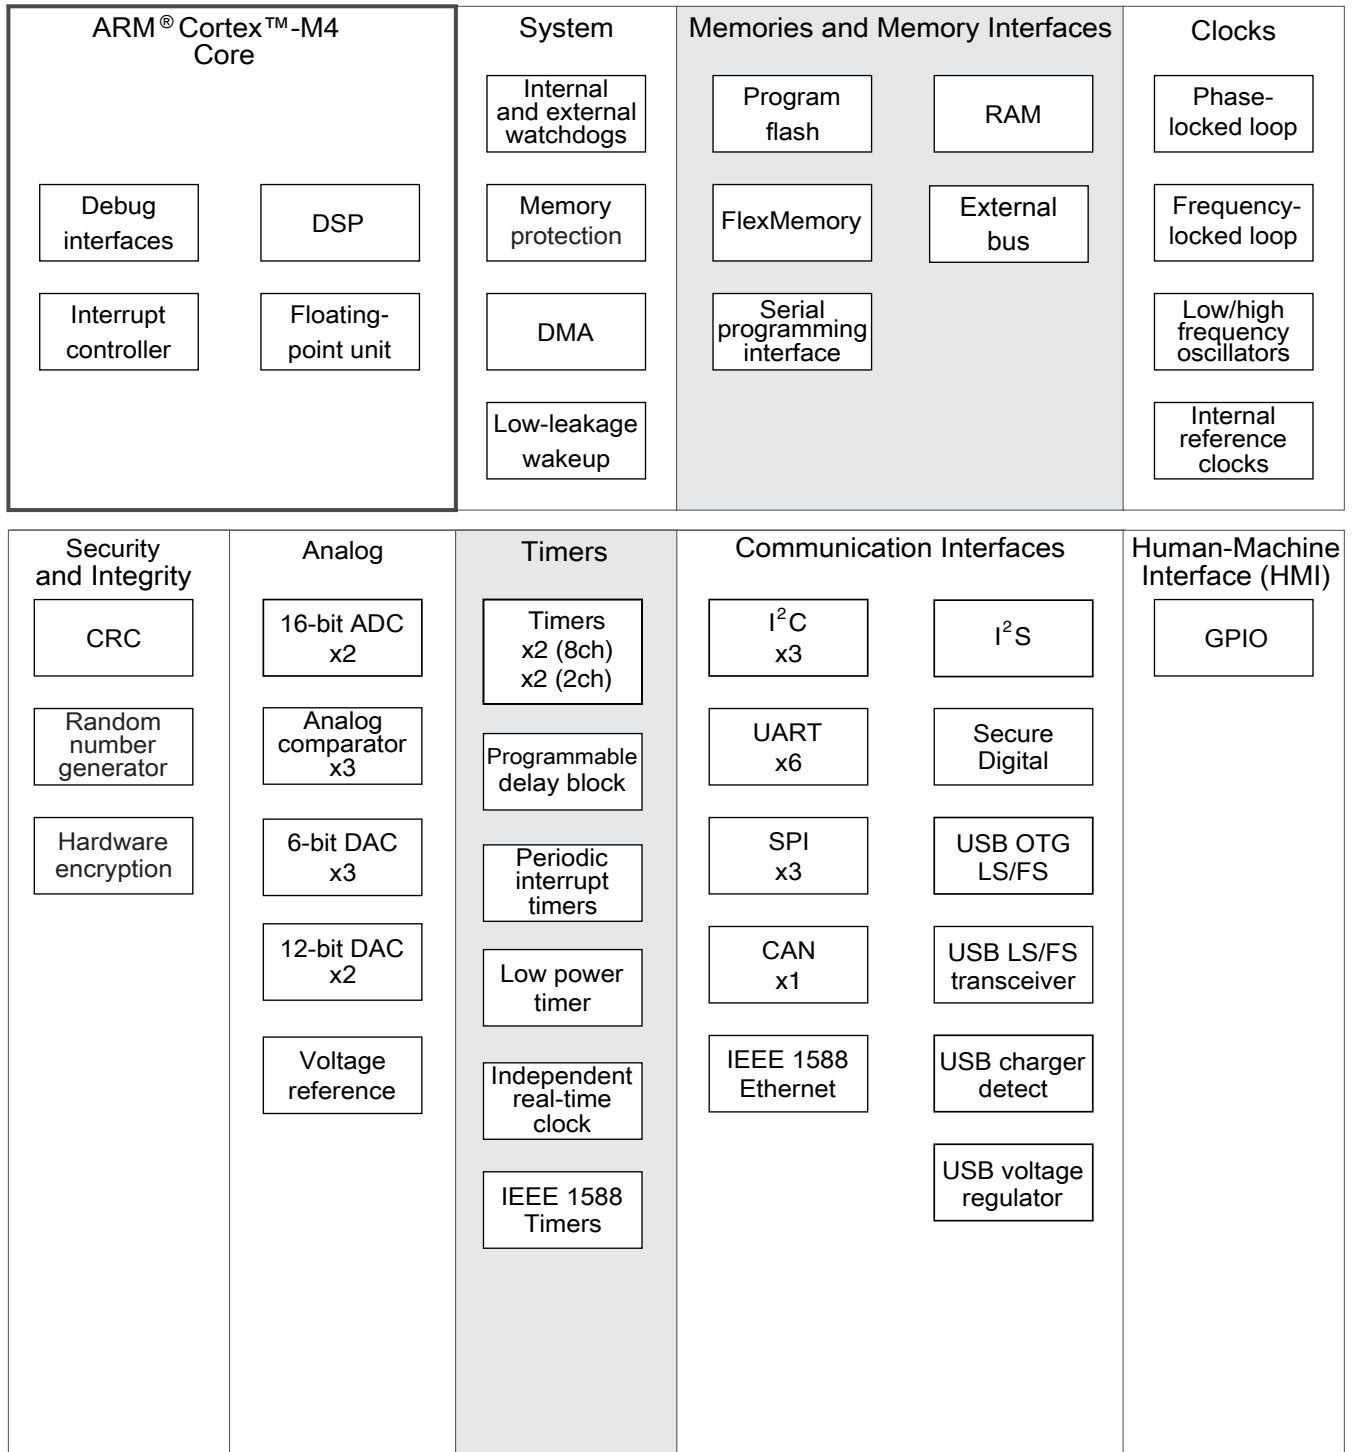 ARM® Cortex™-M4
Core
Debug
interfaces
DSP
Interrupt
controller
Floating-
point unit
System
Internal
and external
watchdogs
Memory
protection
DMA
Low-leakage
wakeup
Memories and Memory Interfaces
Program
flash
RAM
FlexMemory
External
bus
Serial
programming
interface
Clocks
Phase-
locked loop
Frequency-
locked loop
Low/high
frequency
oscillators
Internal
reference
clocks
Security
and Integrity
CRC
Random
number
generator
Hardware
encryption
Analog
16-bit ADC
x2
Analog
comparator
x3
6-bit DAC
x3
12-bit DAC
x2
Voltage
reference
Timers
Timers
x2 (8ch)
x2 (2ch)
Programmable
delay block
Periodic
interrupt
timers
Low power
timer
Independent
real-time
clock
IEEE 1588
Timers
Communication Interfaces
I²C
x3
I²S
UART
x6
Secure
Digital
SPI
x3
USB OTG
LS/FS
CAN
x1
USB LS/FS
transceiver
IEEE 1588
Ethernet
USB charger
detect
USB voltage
regulator
Human-Machine
Interface (HMI)
GPIO